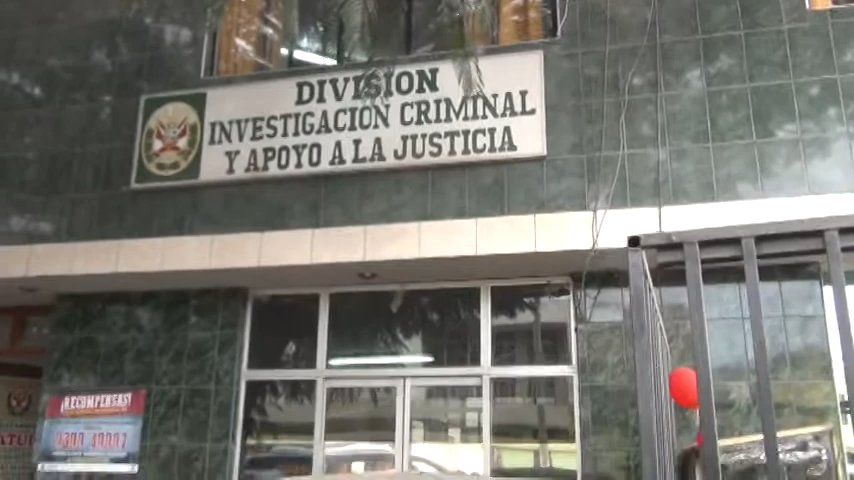 DIVISION
INVESTIGACION CRIMINAL
Y APOYO A LA JUSTICIA
RECOMPENSAS